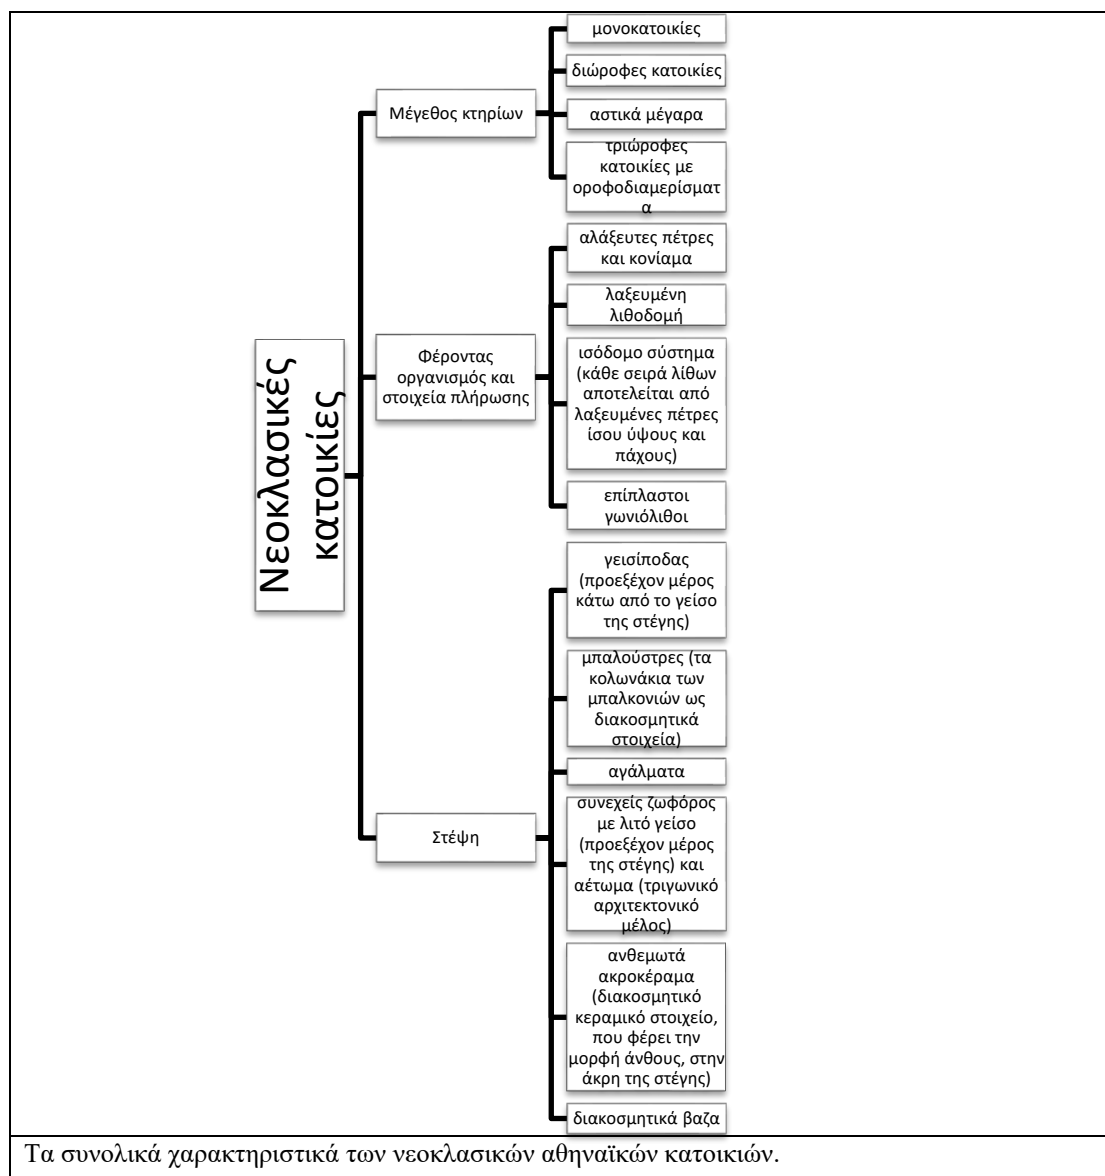 Νεοκλασικές
κατοικίες
Μέγεθος κτηρίων
μονοκατοικίες
διώροφες κατοικίες
αστικά μέγαρα
τριώροφες
κατοικίες με
οροφοδιαμερίσματ
α
Φέροντας
οργανισμός και
στοιχεία πλήρωσης
αλάξευτες πέτρες
και κονίαμα
λαξευμένη
λιθοδομή
ισόδομο σύστημα
(κάθε σειρά λίθων
αποτελείται από
λαξευμένες πέτρες
ίσου ύψους και
πάχους)
επίπλαστοι
γωνιόλιθοι
Στέψη
γεισίποδας
(προεξέχον μέρος
κάτω από το γείσο
της στέγης)
μπαλούστρες (τα
κολωνάκια των
μπαλκονιών ως
διακοσμητικά
στοιχεία)
αγάλματα
συνεχείς ζωφόρος
με λιτό γείσο
(προεξέχον μέρος
της στέγης) και
αέτωμα (τριγωνικό
αρχιτεκτονικό
μέλος)
ανθεμωτά
ακροκέραμα
(διακοσμητικό
κεραμικό στοιχείο,
που φέρει την
μορφή άνθους, στην
άκρη της στέγης)
διακοσμητικά βαζα
Τα συνολικά χαρακτηριστικά των νεοκλασικών αθηναϊκών κατοικιών.